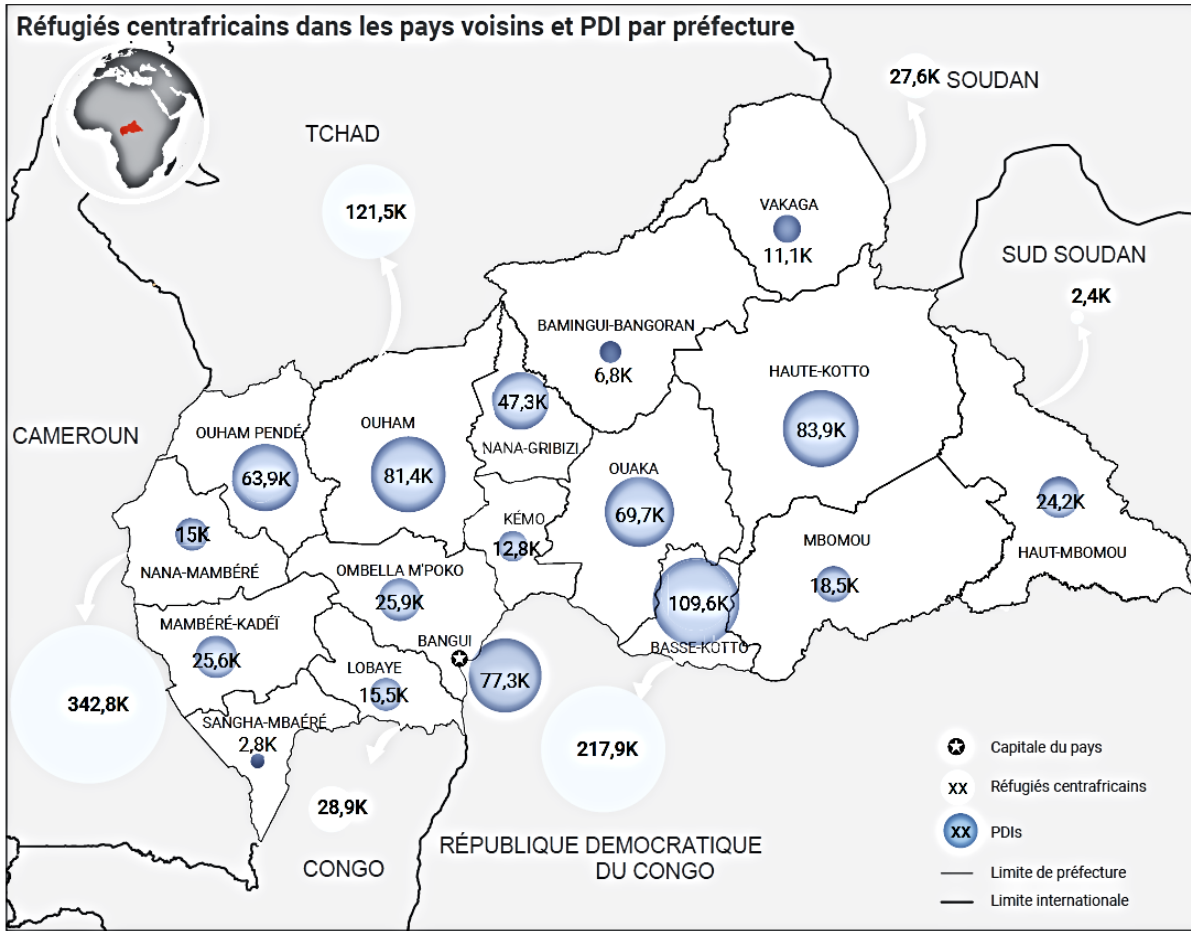 Réfugiés centrafricains dans les pays voisins et PDI par préfecture
27,6K
SOUDAN
TCHAD
121,5K
VAKAGA
11,1K
SUD SOUDAN
2,4K
BAMINGUI-BANGORAN
6,8K
HAUTE-KOTTO
83,9K
47,3K
NANA-GRIBIZI
CAMEROUN
OUHAM PENDÉ
63,9K
OUHAM
81,4K
OUAKA
69,7K
24,2K
HAUT-MBOMOU
15K
NANA-MAMBÉRÉ
KÉMO
12,8K
MBOMOU
18,5K
OMBELLA M'POKO
25,9K
109,6K
BASSE-KOTTO
MAMBÉRÉ-KADÉÏ
25,6K
BANGUI
77,3K
LOBAYE
15,5K
342,8K
SANGHA-MBAÉRÉ
2,8K
217,9K
28,9K
CONGO
RÉPUBLIQUE DEMOCRATIQUE
DU CONGO
Capitale du pays
XX Réfugiés centrafricains
XX PDIs
Limite de préfecture
Limite internationale